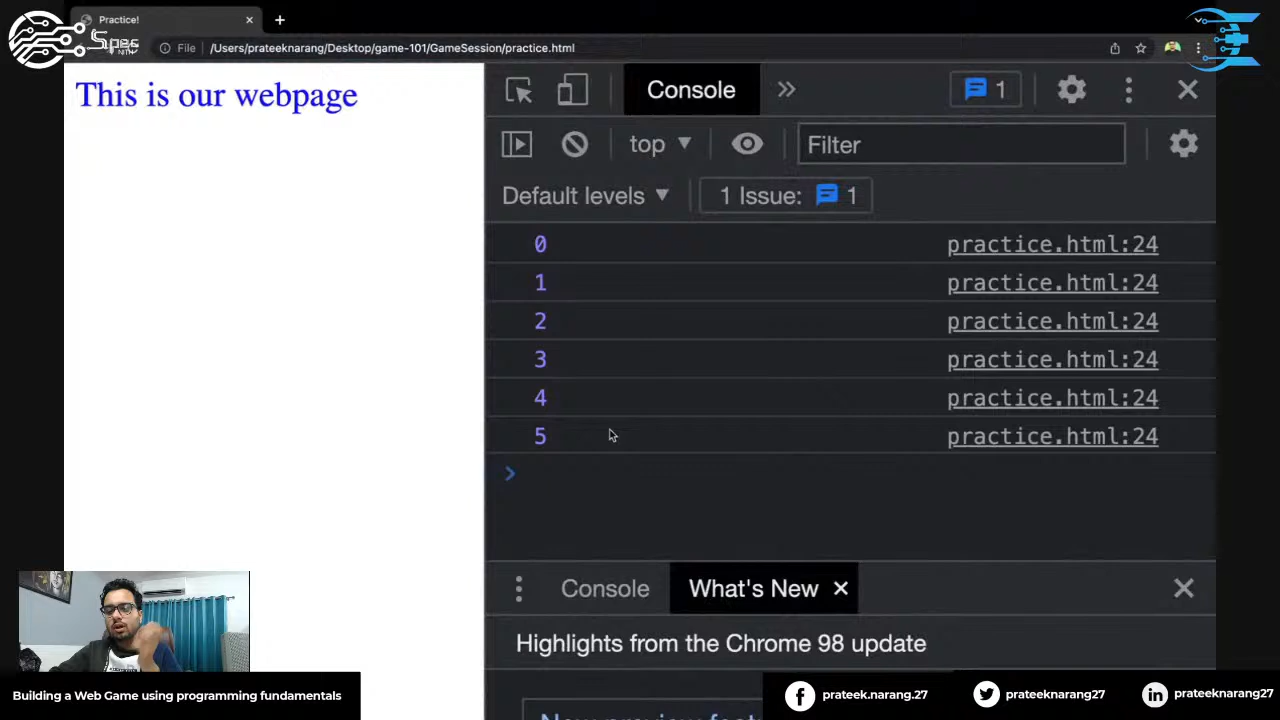 Practice!
Spec
NITH
File
/Users/prateeknarang/Desktop/game-101/GameSession/practice.html
This is our webpage
Console
1
top
Filter
Default levels
1 Issue: 1
0 practice.html:24
1 practice.html:24
2 practice.html:24
3 practice.html:24
4 practice.html:24
5 practice.html:24
Console
What's New
Highlights from the Chrome 98 update
Building a Web Game using programming fundamentals
prateek.narang.27
prateeknarang27
prateeknarang27